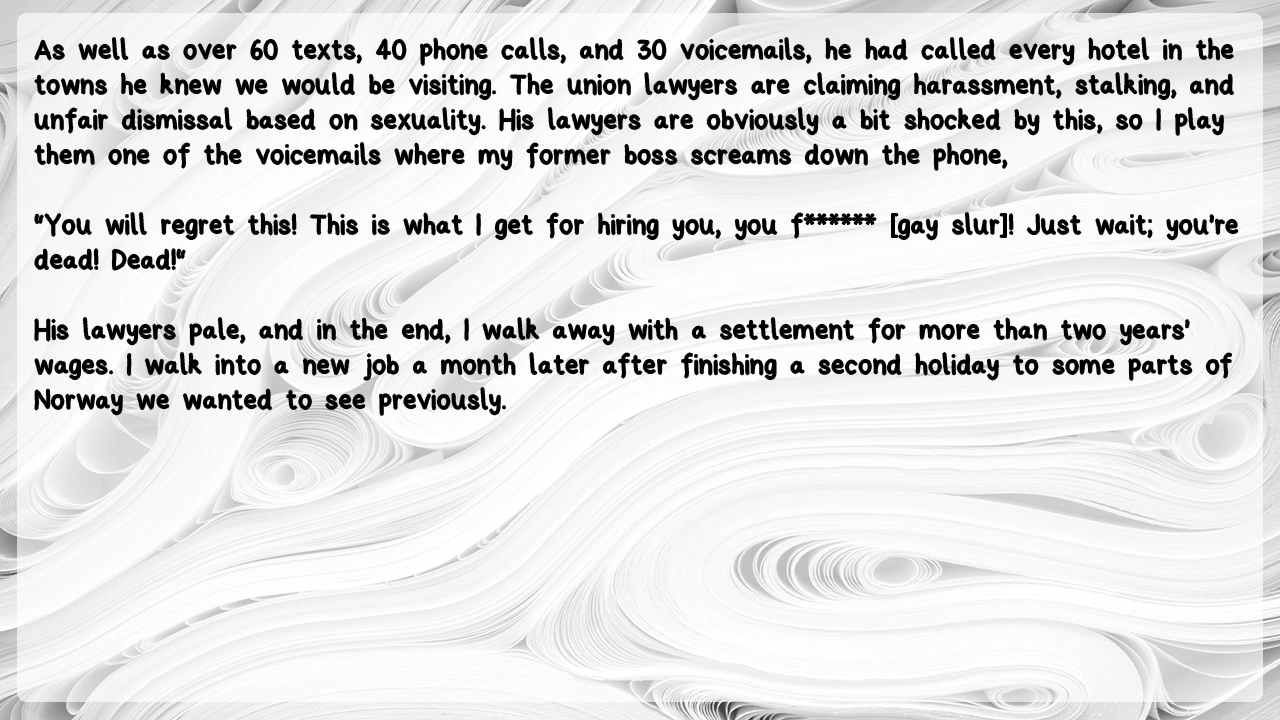 As well as over 60 texts, 40 phone calls, and 30 voicemails, he had called every hotel in the
towns he knew we would be visiting. The union lawyers are claiming harassment, stalking, and
unfair dismissal based on sexuality. His lawyers are obviously a bit shocked by this, so I play
them one of the voicemails where my former boss screams down the phone,
"You will regret this! This is what I get for hiring you, you f****** [gay slur]! Just wait; you're
dead! Dead!"
His lawyers pale, and in the end, I walk away with a settlement for more than two years'
wages. I walk into a new job a month later after finishing a second holiday to some parts of
Norway we wanted to see previously.